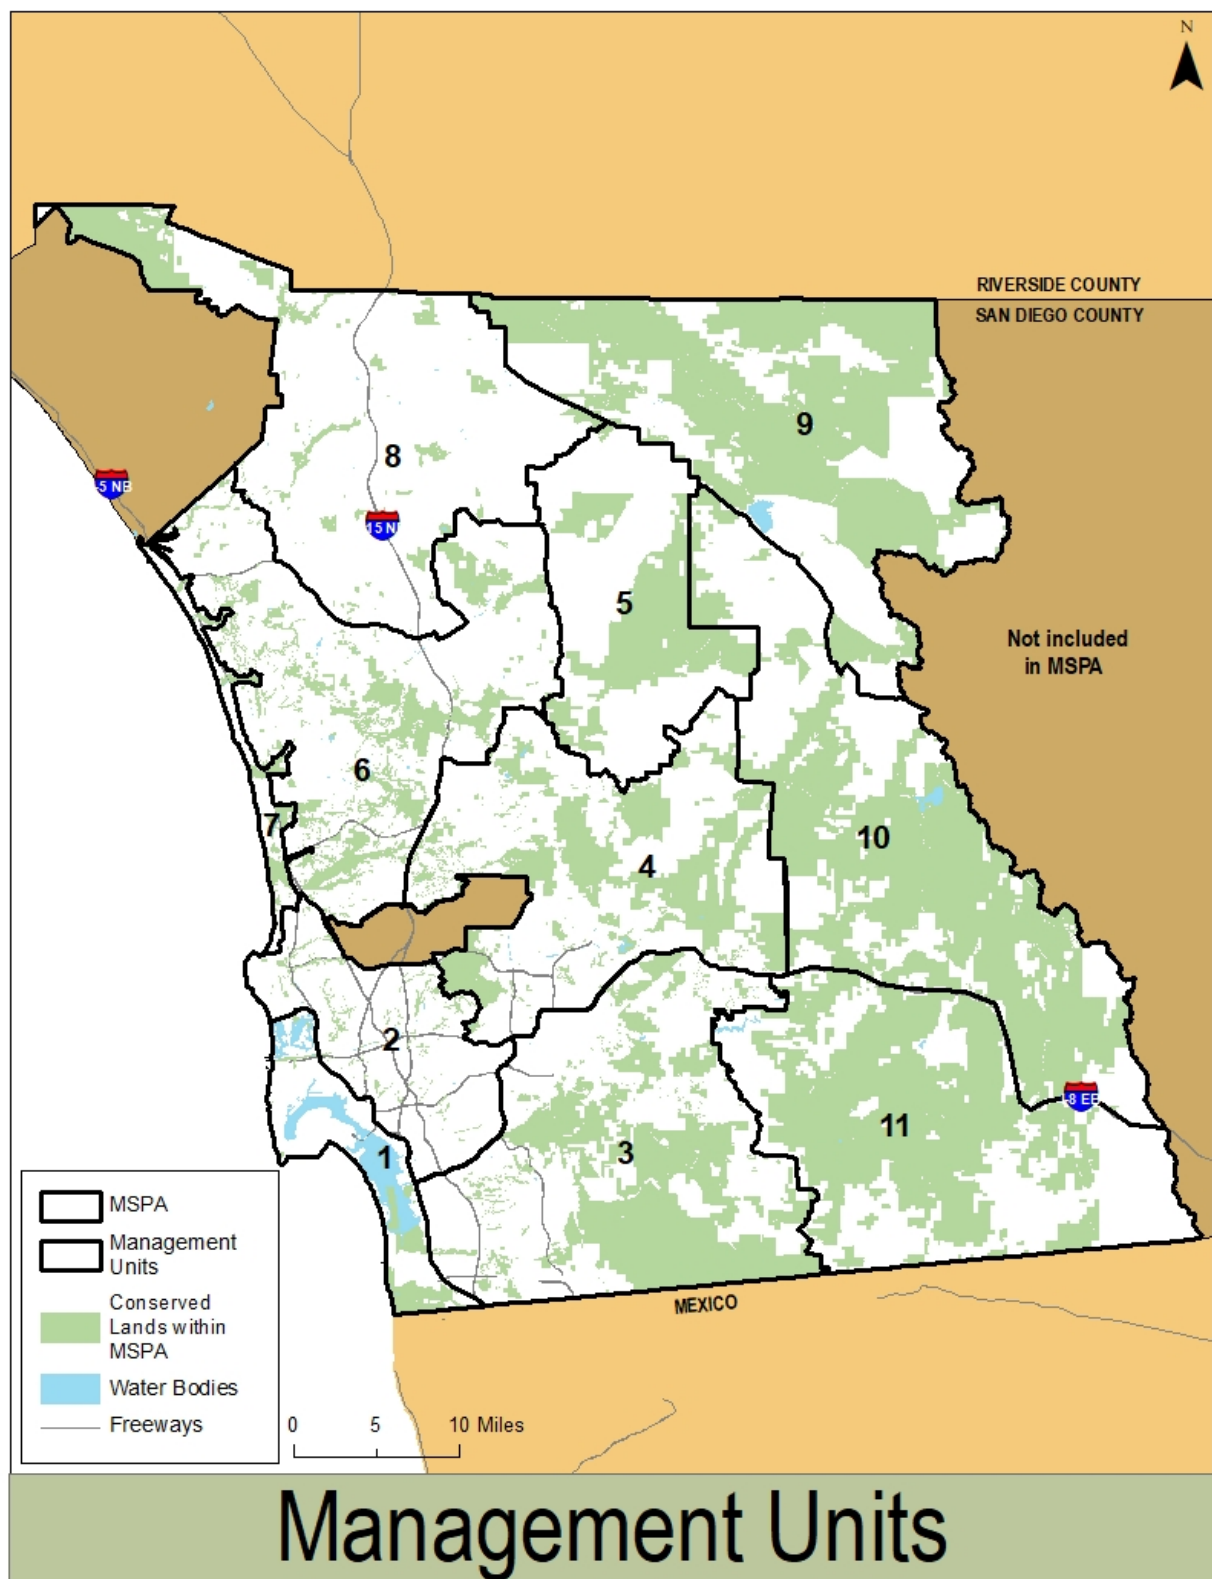 N
RIVERSIDE COUNTY
SAN DIEGO COUNTY
9
8
-5 NB
15 N
5
Not included
in MSPA
6
7
10
4
2
-8 EB
11
3
1
MSPA
Management
Units
Conserved
Lands within
MSPA
Water Bodies
Freeways
0 5 10 Miles
MEXICO
Management Units